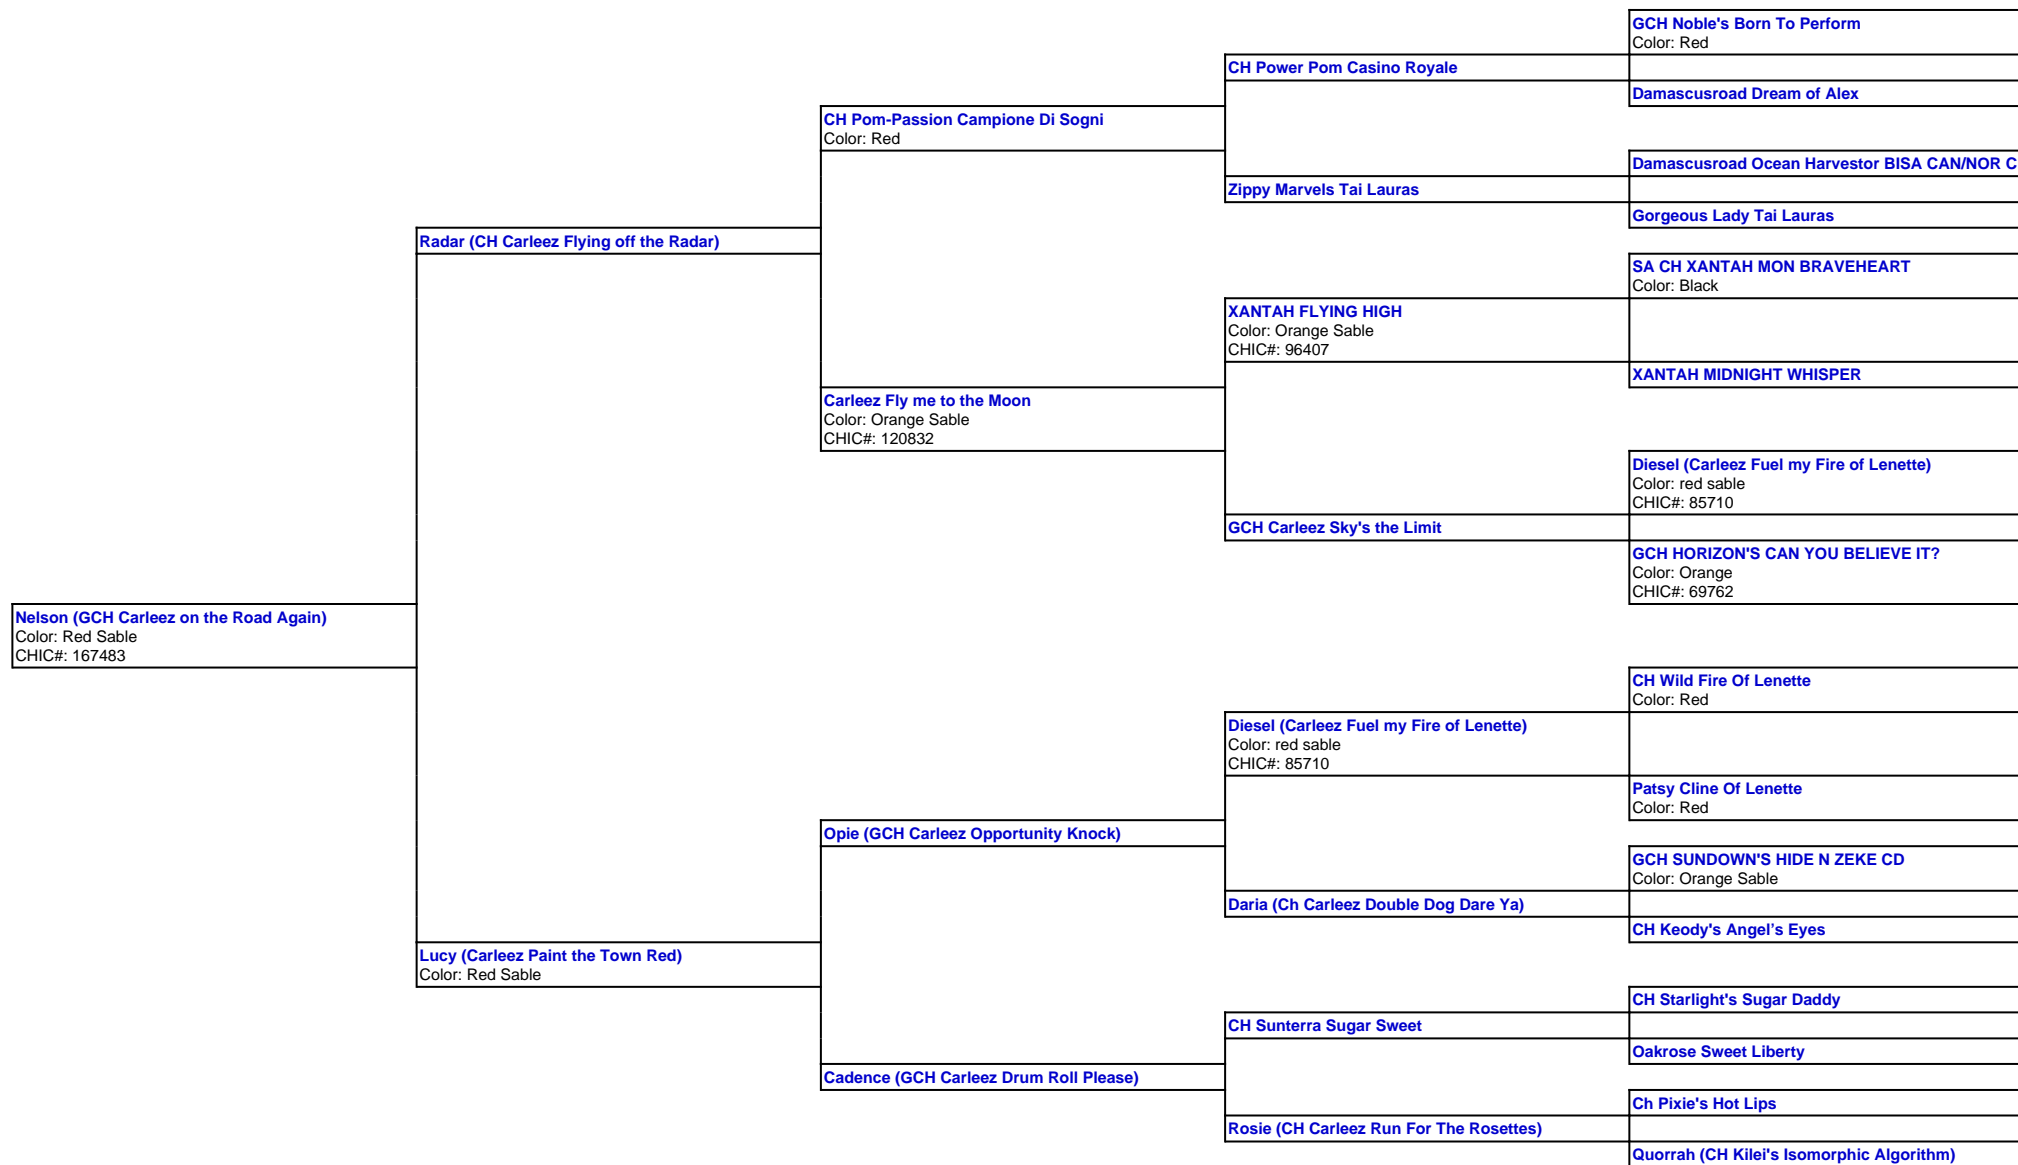 GCH Noble's Born To Perform
Color: Red
CH Power Pom Casino Royale
Damascusroad Dream of Alex
CH Pom-Passion Campione Di Sogni
Color: Red
Damascusroad Ocean Harvestor BISA CAN/NOR C
Zippy Marvels Tai Lauras
Gorgeous Lady Tai Lauras
Radar (CH Carleez Flying off the Radar)
SA CH XANTAH MON BRAVEHEART
Color: Black
XANTAH FLYING HIGH
Color: Orange Sable
CHIC#: 96407
XANTAH MIDNIGHT WHISPER
Carleez Fly me to the Moon
Color: Orange Sable
CHIC#: 120832
Diesel (Carleez Fuel my Fire of Lenette)
Color: red sable
CHIC#: 85710
GCH Carleez Sky's the Limit
GCH HORIZON'S CAN YOU BELIEVE IT?
Color: Orange
CHIC#: 69762
Nelson (GCH Carleez on the Road Again)
Color: Red Sable
CHIC#: 167483
CH Wild Fire Of Lenette
Color: Red
Diesel (Carleez Fuel my Fire of Lenette)
Color: red sable
CHIC#: 85710
Patsy Cline Of Lenette
Color: Red
Opie (GCH Carleez Opportunity Knock)
GCH SUNDOWN'S HIDE N ZEKE CD
Color: Orange Sable
Daria (Ch Carleez Double Dog Dare Ya)
CH Keody's Angel’s Eyes
Lucy (Carleez Paint the Town Red)
Color: Red Sable
CH Starlight's Sugar Daddy
CH Sunterra Sugar Sweet
Oakrose Sweet Liberty
Cadence (GCH Carleez Drum Roll Please)
Ch Pixie's Hot Lips
Rosie (CH Carleez Run For The Rosettes)
Quorrah (CH Kilei's Isomorphic Algorithm)